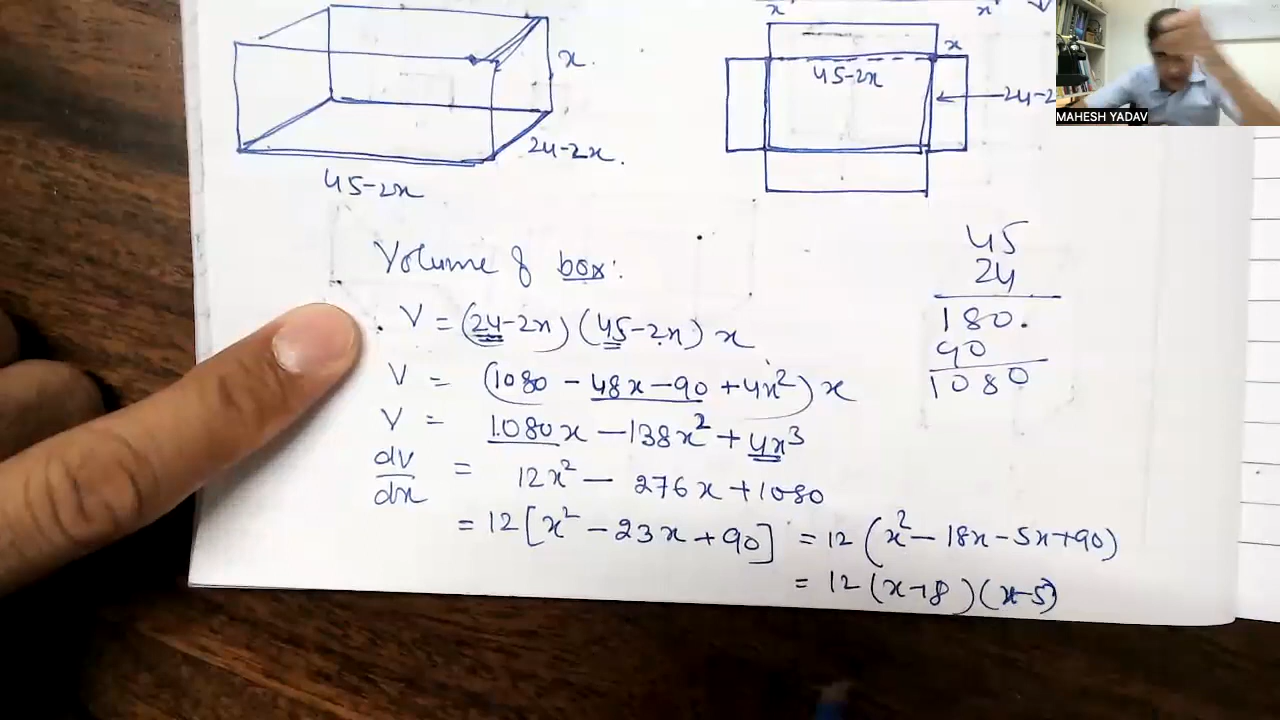 x x
x.
24-2x.
45-2x
x
45-2x
24-2
MAHESH YADAV
Volume of box:
V = (24-2x)(45-2x) x
V = (1080 - 48x - 90 + 4x²) x
V = 1080x - 138x² + 4x³
dv/dx = 12x² - 276x + 1080
= 12[x² - 23x + 90] = 12(x² - 18x - 5x + 90)
= 12(x-18)(x-5)
45
24
180.
90
1080